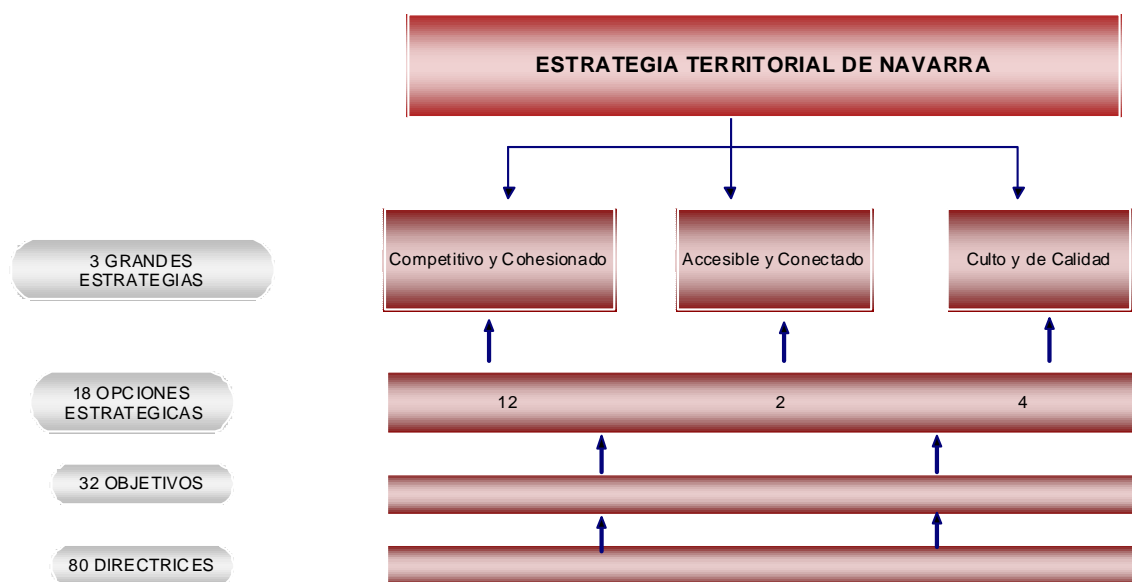 ESTRATEGIA TERRITORIAL DE NAVARRA
3 GRANDES
ESTRATEGIAS
Competitivo y Cohesionado
Accesible y Conectado
Culto y de Calidad
18 OPCIONES
ESTRATEGICAS
12
2
4
32 OBJETIVOS
80 DIRECTRICES